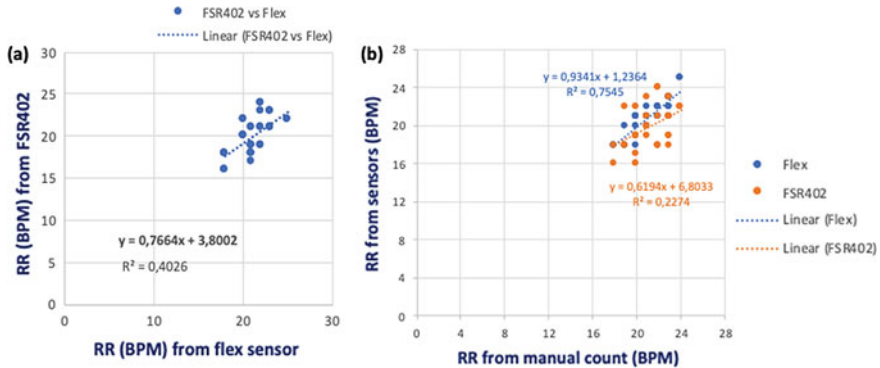 FSR402 vs Flex
Linear (FSR402 vs Flex)
(a)
30
25
20
15
10
5
0
0
10
20
30
RR (BPM) from FSR402
y = 0,7664x + 3,8002
R² = 0,4026
RR (BPM) from flex sensor
(b)
28
24
20
16
12
8
4
0
0
4
8
12
16
20
24
28
RR from sensors (BPM)
y = 0,9341x + 1,2364
R² = 0,7545
y = 0,6194x + 6,8033
R² = 0,2274
RR from manual count (BPM)
Flex
FSR402
Linear (Flex)
Linear (FSR402)